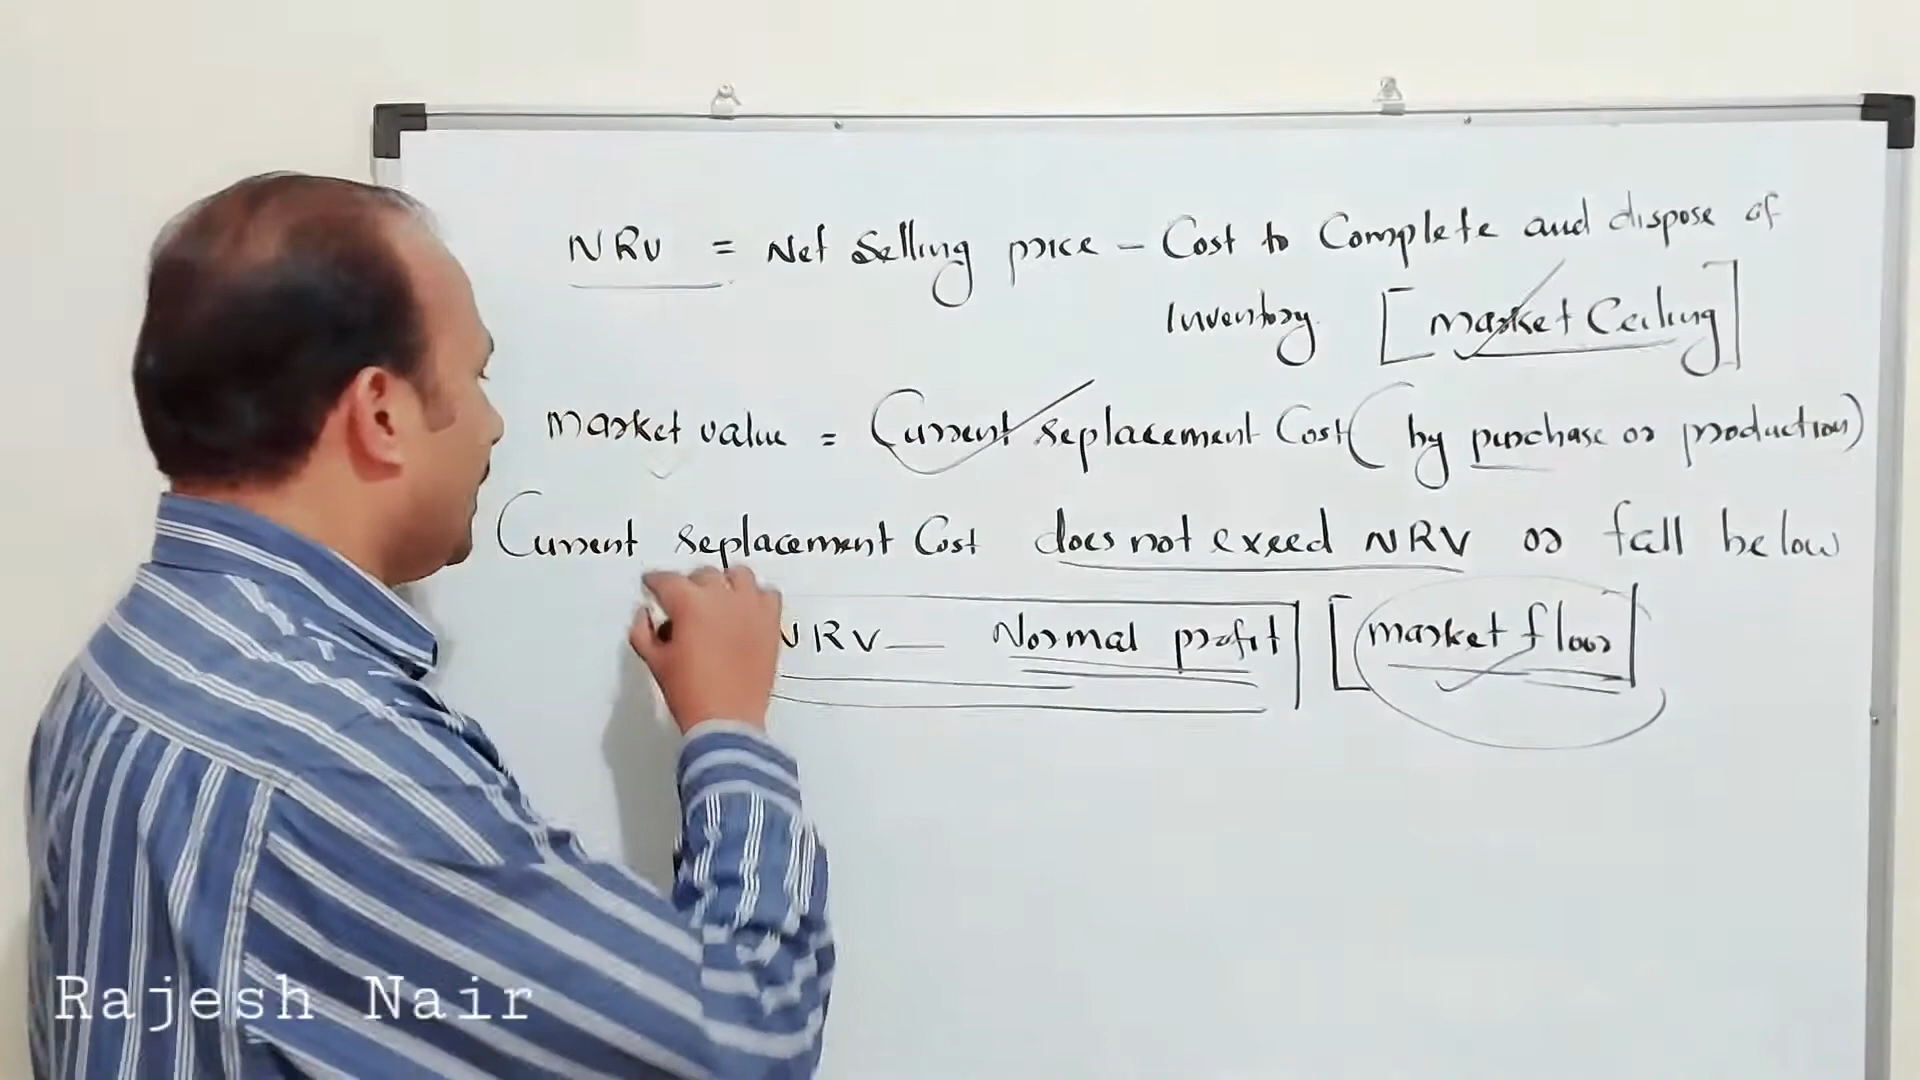 NRV = Net Selling price – Cost to Complete and dispose of
Inventory. [market Ceiling]
market value = Current replacement Cost (by purchase or production)
Current replacement Cost does not exeed NRV or fall below
NRV — Normal profit [market floor]
Rajesh Nair